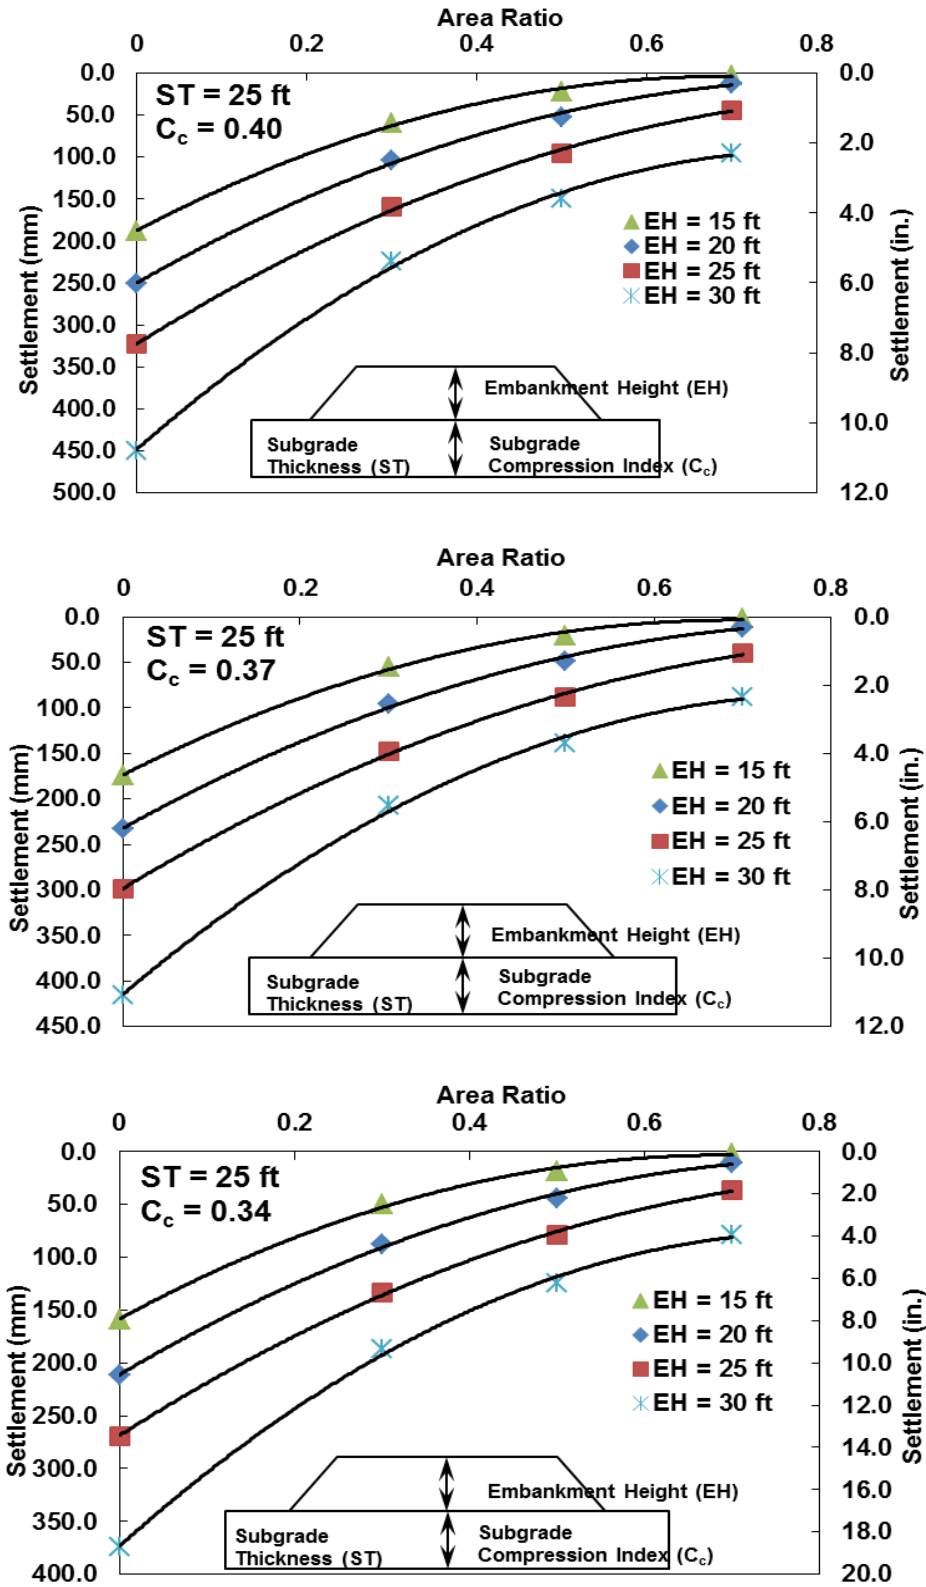 Area Ratio
0 0.2 0.4 0.6 0.8
ST = 25 ft
Cc = 0.40
0.0
50.0
100.0
150.0
200.0
250.0
300.0
350.0
400.0
450.0
500.0
Settlement (mm)
EH = 15 ft
EH = 20 ft
EH = 25 ft
EH = 30 ft
Embankment Height (EH)
Subgrade
Thickness (ST)
Subgrade
Compression Index (Cc)
0.0
2.0
4.0
6.0
8.0
10.0
12.0
Settlement (in.)
Area Ratio
0 0.2 0.4 0.6 0.8
ST = 25 ft
Cc = 0.37
0.0
50.0
100.0
150.0
200.0
250.0
300.0
350.0
400.0
450.0
Settlement (mm)
EH = 15 ft
EH = 20 ft
EH = 25 ft
EH = 30 ft
Embankment Height (EH)
Subgrade
Thickness (ST)
Subgrade
Compression Index (Cc)
0.0
2.0
4.0
6.0
8.0
10.0
12.0
Settlement (in.)
Area Ratio
0 0.2 0.4 0.6 0.8
ST = 25 ft
Cc = 0.34
0.0
50.0
100.0
150.0
200.0
250.0
300.0
350.0
400.0
Settlement (mm)
EH = 15 ft
EH = 20 ft
EH = 25 ft
EH = 30 ft
Embankment Height (EH)
Subgrade
Thickness (ST)
Subgrade
Compression Index (Cc)
0.0
2.0
4.0
6.0
8.0
10.0
12.0
14.0
16.0
18.0
20.0
Settlement (in.)